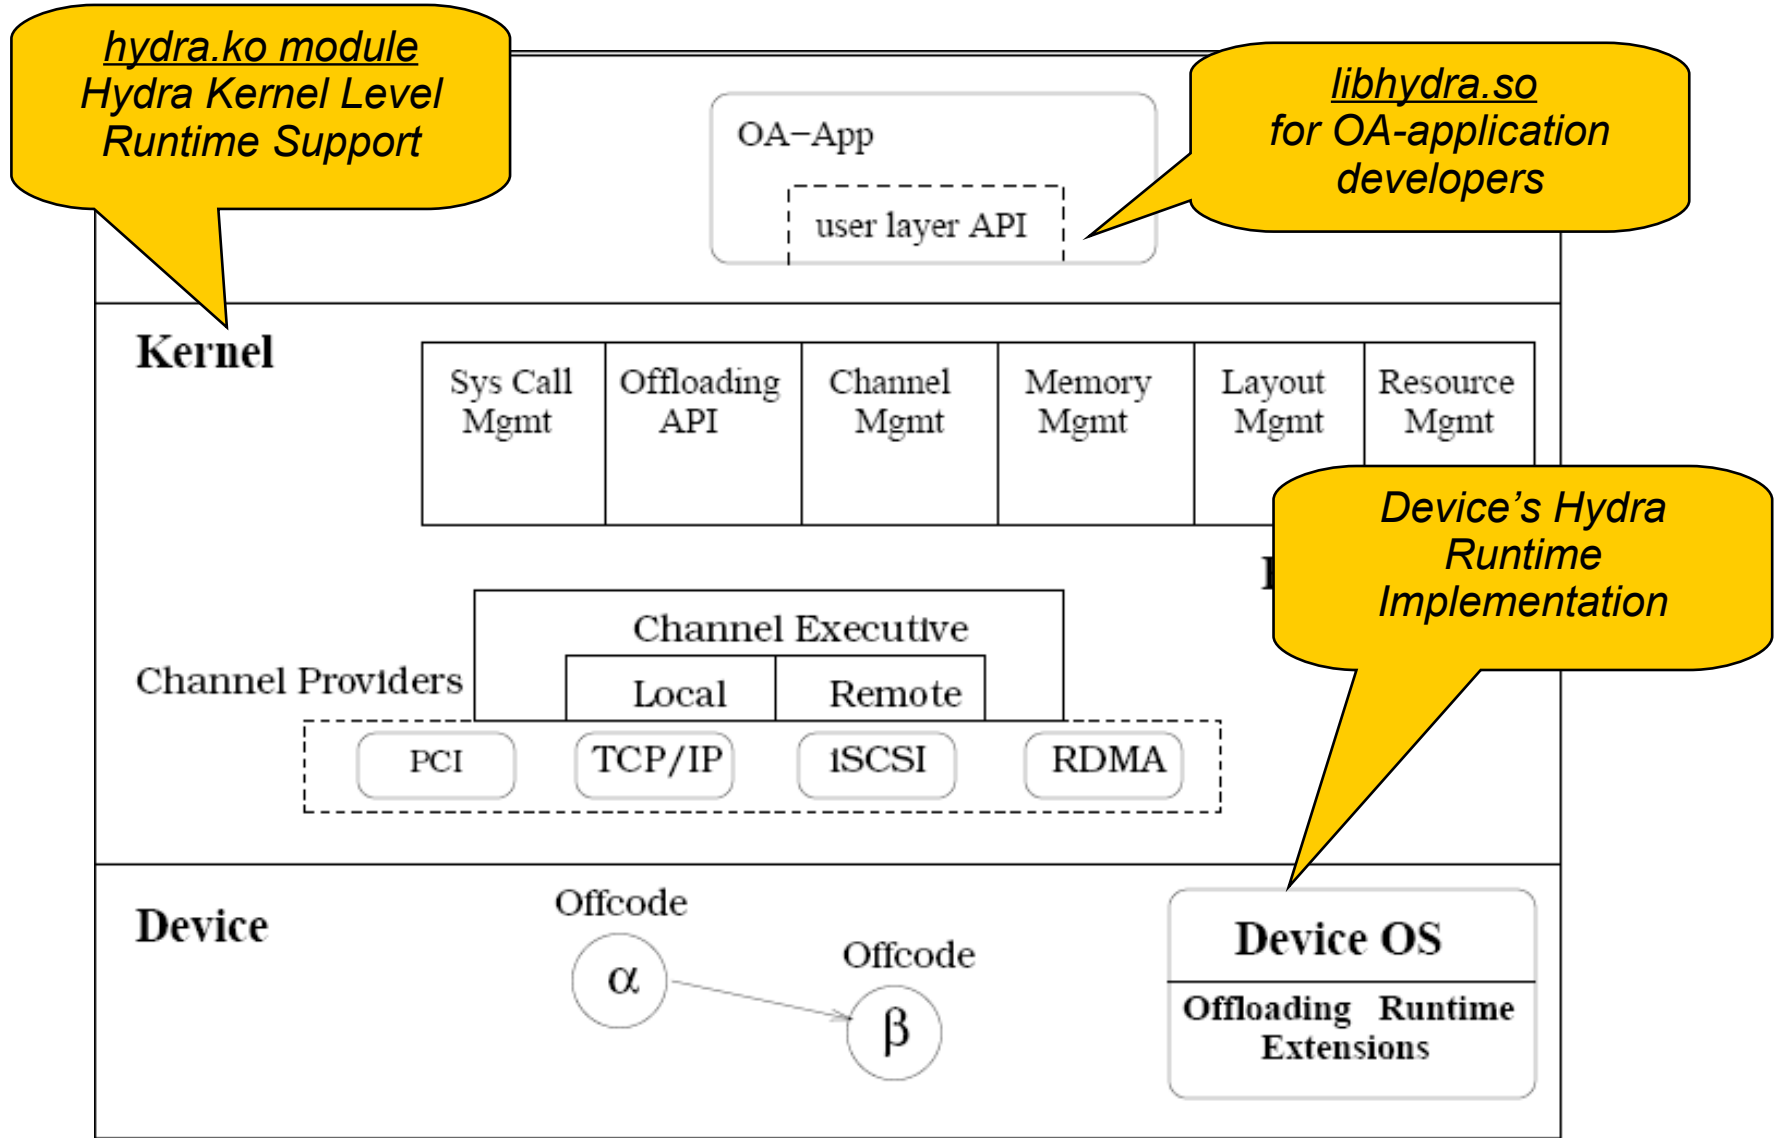 hydra.ko module
Hydra Kernel Level
Runtime Support
libhydra.so
for OA-application
developers
OA−App
user layer API
Kernel
Sys Call
Mgmt
Offloading
API
Channel
Mgmt
Memory
Mgmt
Layout
Mgmt
Resource
Mgmt
Device’s Hydra
Runtime
Implementation
Channel Executive
Channel Providers
Local
Remote
PCI
TCP/IP
iSCSI
RDMA
Device
Offcode
α
Offcode
β
Device OS
Offloading Runtime
Extensions